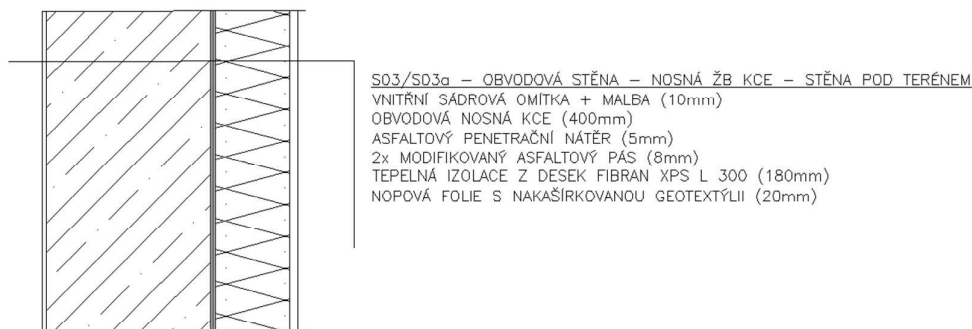 S03/S03a – OBVODOVÁ STĚNA – NOSNÁ ŽB KCE – STĚNA POD TERÉNEM
VNITŘNÍ SÁDROVÁ OMÍTKA + MALBA (10mm)
OBVODOVÁ NOSNÁ KCE (400mm)
ASFALTOVÝ PENETRAČNÍ NÁTĚR (5mm)
2x MODIFIKOVANÝ ASFALTOVÝ PÁS (8mm)
TEPELNÁ IZOLACE Z DESEK FIBRAN XPS L 300 (180mm)
NOPOVÁ FOLIE S NAKAŠÍRKOVANOU GEOTEXTÝLII (20mm)